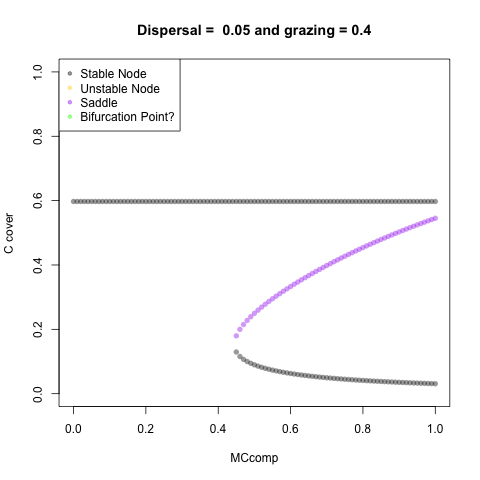 Dispersal =  0.05 and grazing = 0.4
Stable Node
Unstable Node
Saddle
Bifurcation Point?
C cover
1.0
0.8
0.6
0.4
0.2
0.0
0.0 0.2 0.4 0.6 0.8 1.0
MCcomp